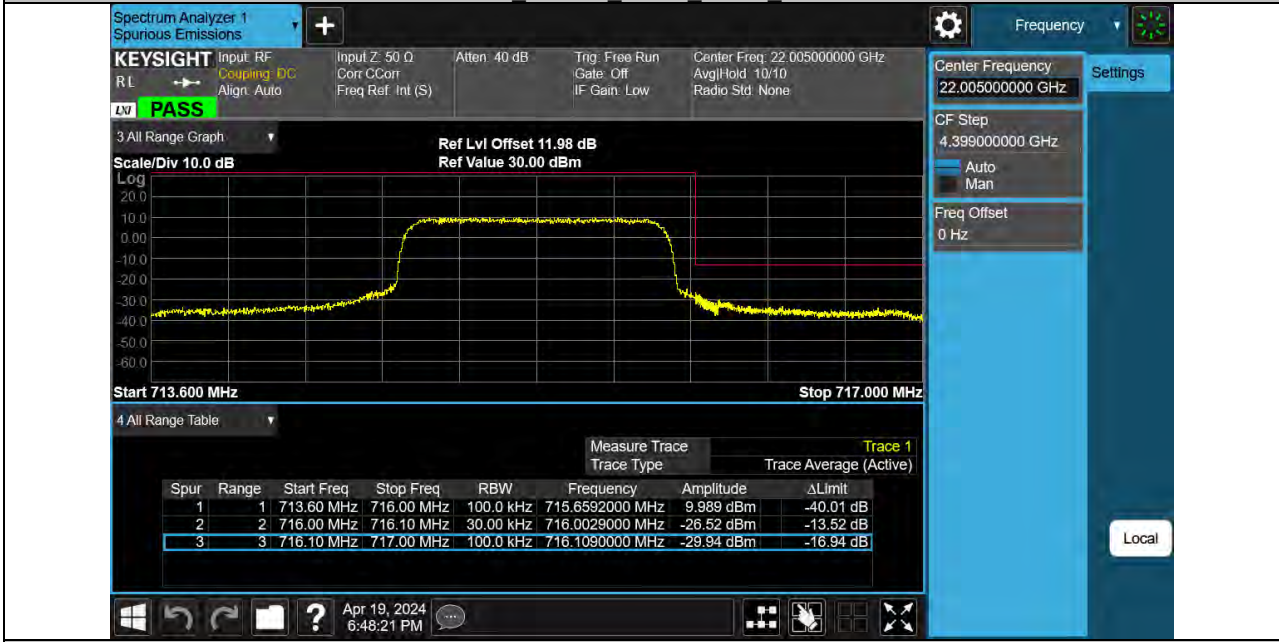 Spectrum Analyzer 1
Spurious Emissions
+
Frequency
KEYSIGHT
RL
LXI PASS
Input: RF
Coupling: DC
Align: Auto
Input Z: 50 Ω
Corr CCorr
Freq Ref: Int (S)
Atten: 40 dB
Trig: Free Run
Gate: Off
IF Gain: Low
Center Freq: 22.005000000 GHz
Avg|Hold: 10/10
Radio Std: None
Center Frequency
22.005000000 GHz
Settings
CF Step
4.399000000 GHz
Auto
Man
Freq Offset
0 Hz
3 All Range Graph
Scale/Div 10.0 dB
Ref Lvl Offset 11.98 dB
Ref Value 30.00 dBm
Log
20.0
10.0
0.00
-10.0
-20.0
-30.0
-40.0
-50.0
-60.0
Start 713.600 MHz
Stop 717.000 MHz
4 All Range Table
Measure Trace Trace 1
Trace Type Trace Average (Active)
Spur Range Start Freq Stop Freq RBW Frequency Amplitude ΔLimit
1 1 713.60 MHz 716.00 MHz 100.0 kHz 715.6592000 MHz 9.989 dBm -40.01 dB
2 2 716.00 MHz 716.10 MHz 30.00 kHz 716.0029000 MHz -26.52 dBm -13.52 dB
3 3 716.10 MHz 717.00 MHz 100.0 kHz 716.1090000 MHz -29.94 dBm -16.94 dB
Local
?
Apr 19, 2024
6:48:21 PM